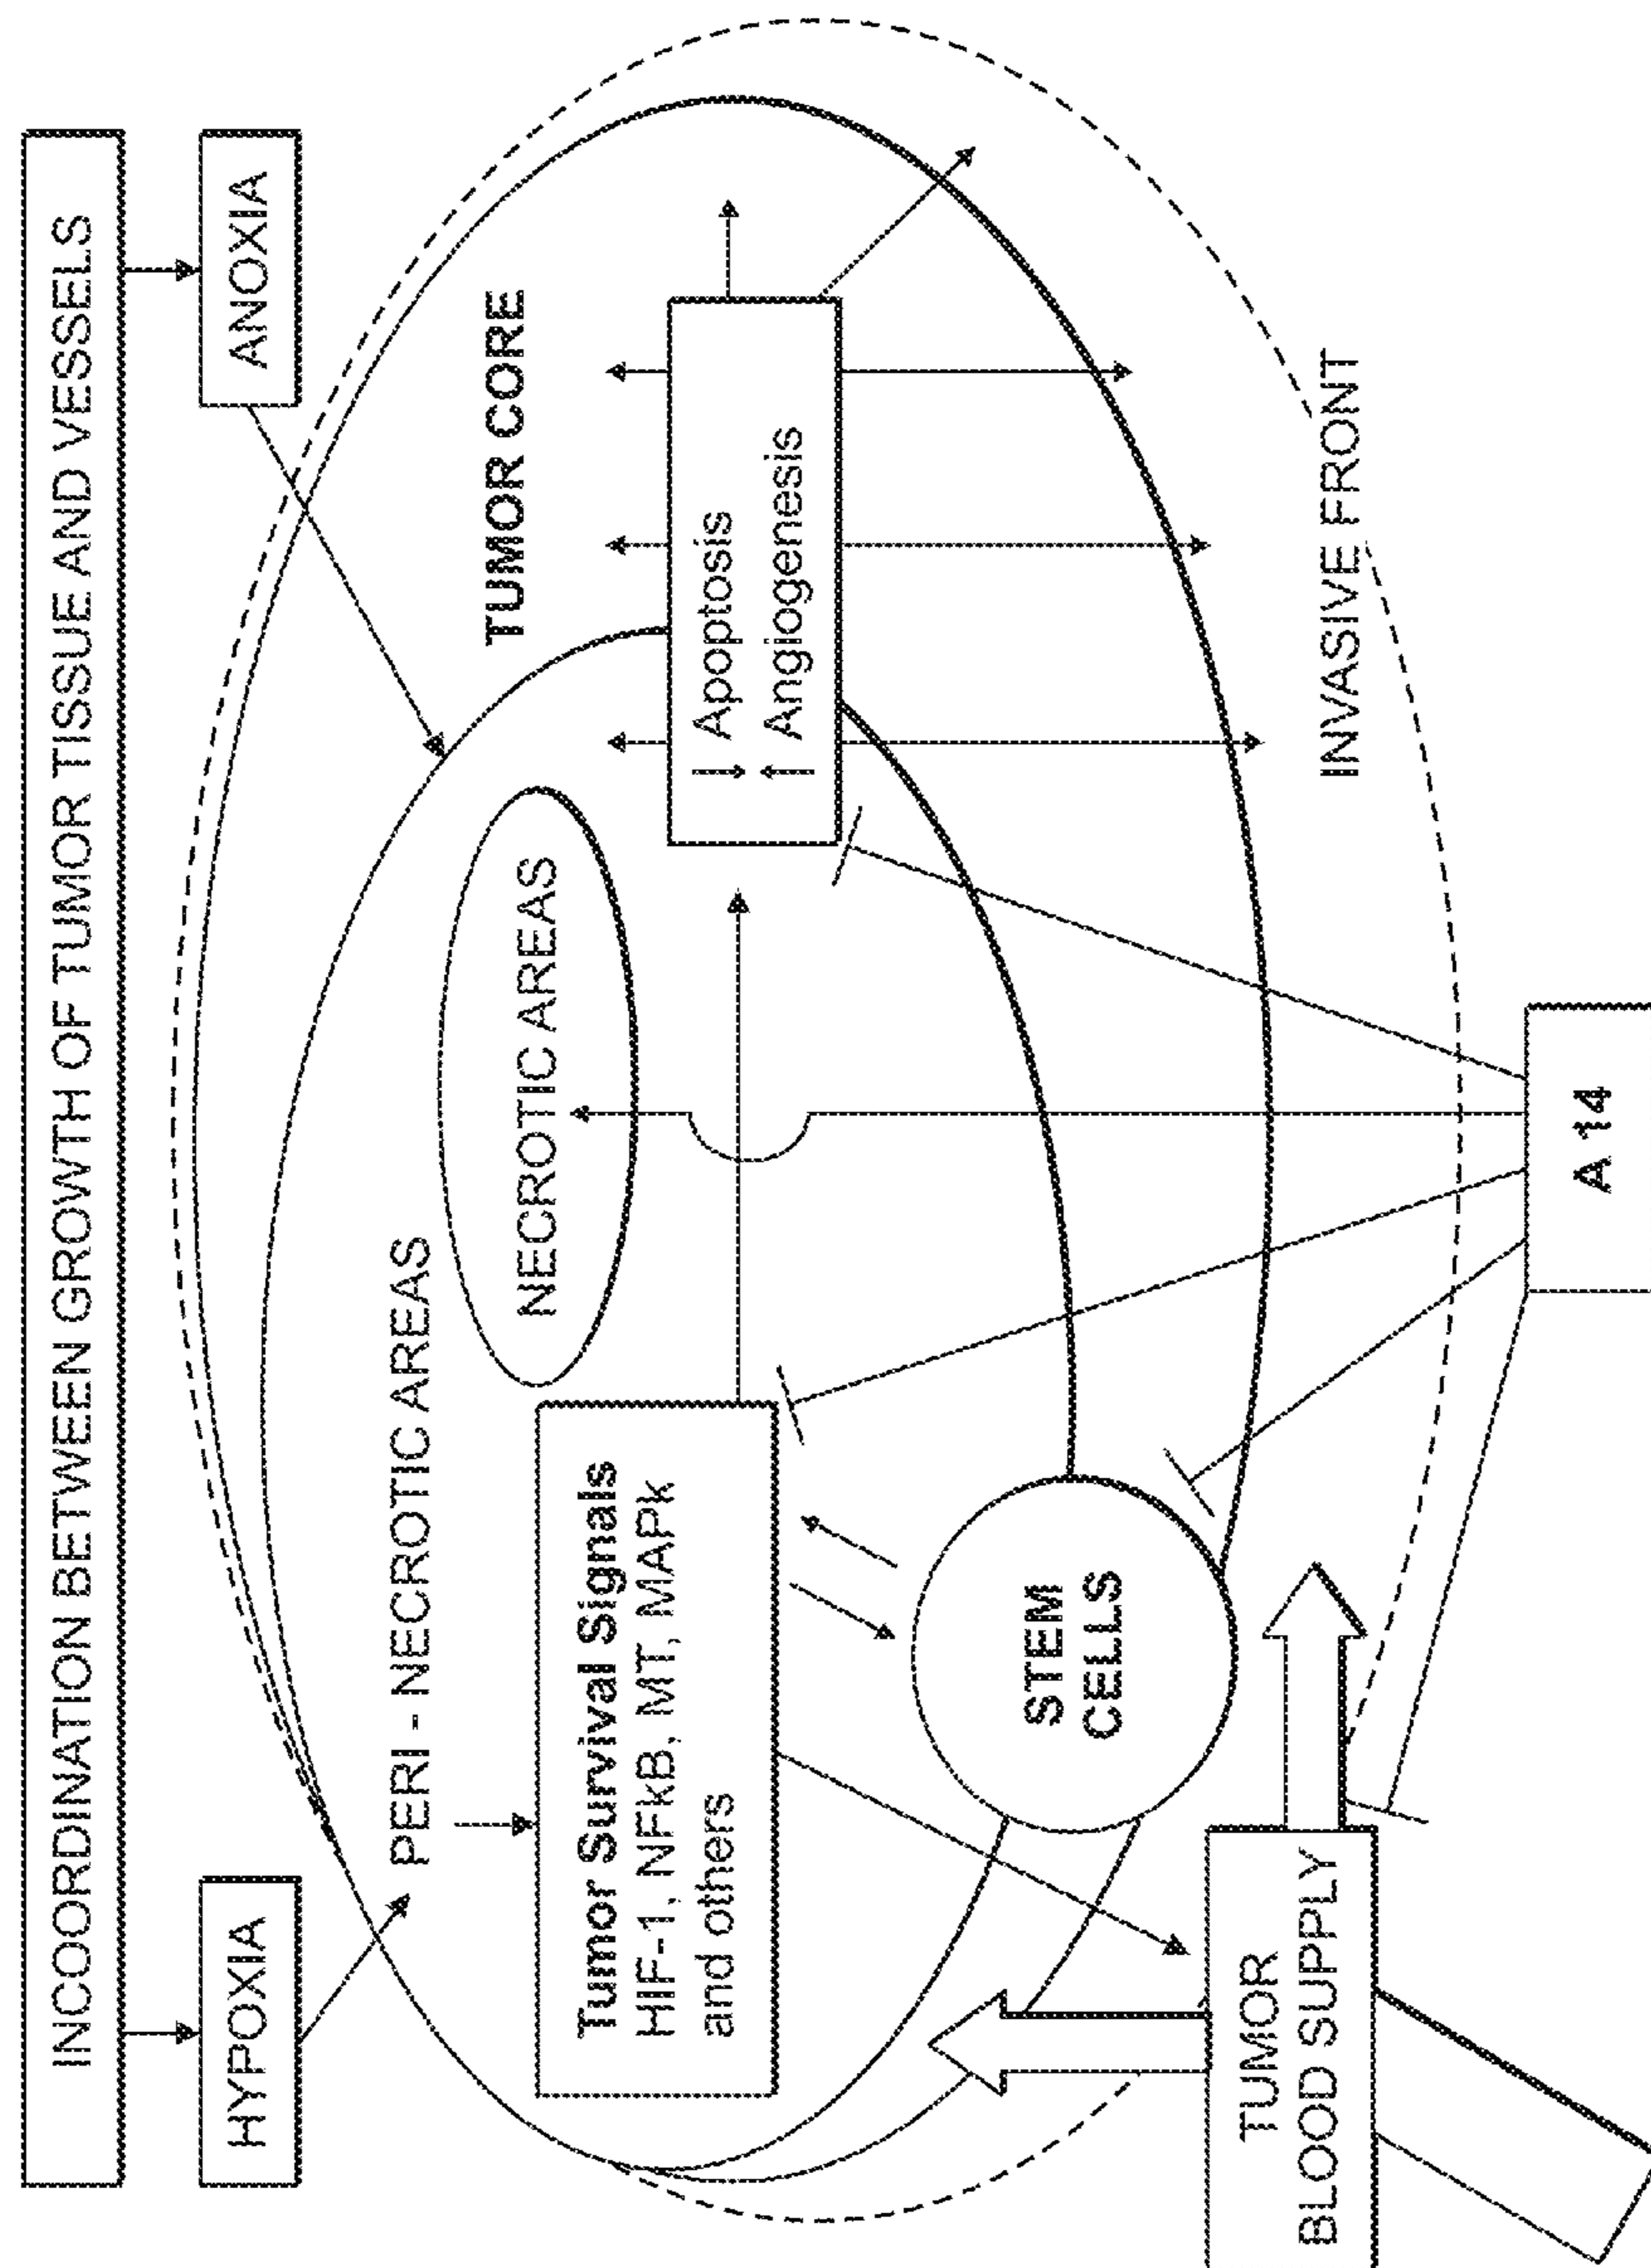 INCOORDINATION BETWEEN GROWTH OF TUMOR TISSUE AND VESSELS
HYPOXIA
ANOXIA
PERI - NECROTIC AREAS
NECROTIC AREAS
TUMOR CORE
Tumor Survival Signals
HIF-1, NFkB, MT, MAPk
and others
↓ Apoptosis
↑ Angiogenesis
STEM
CELLS
TUMOR
BLOOD SUPPLY
INVASIVE FRONT
A 14